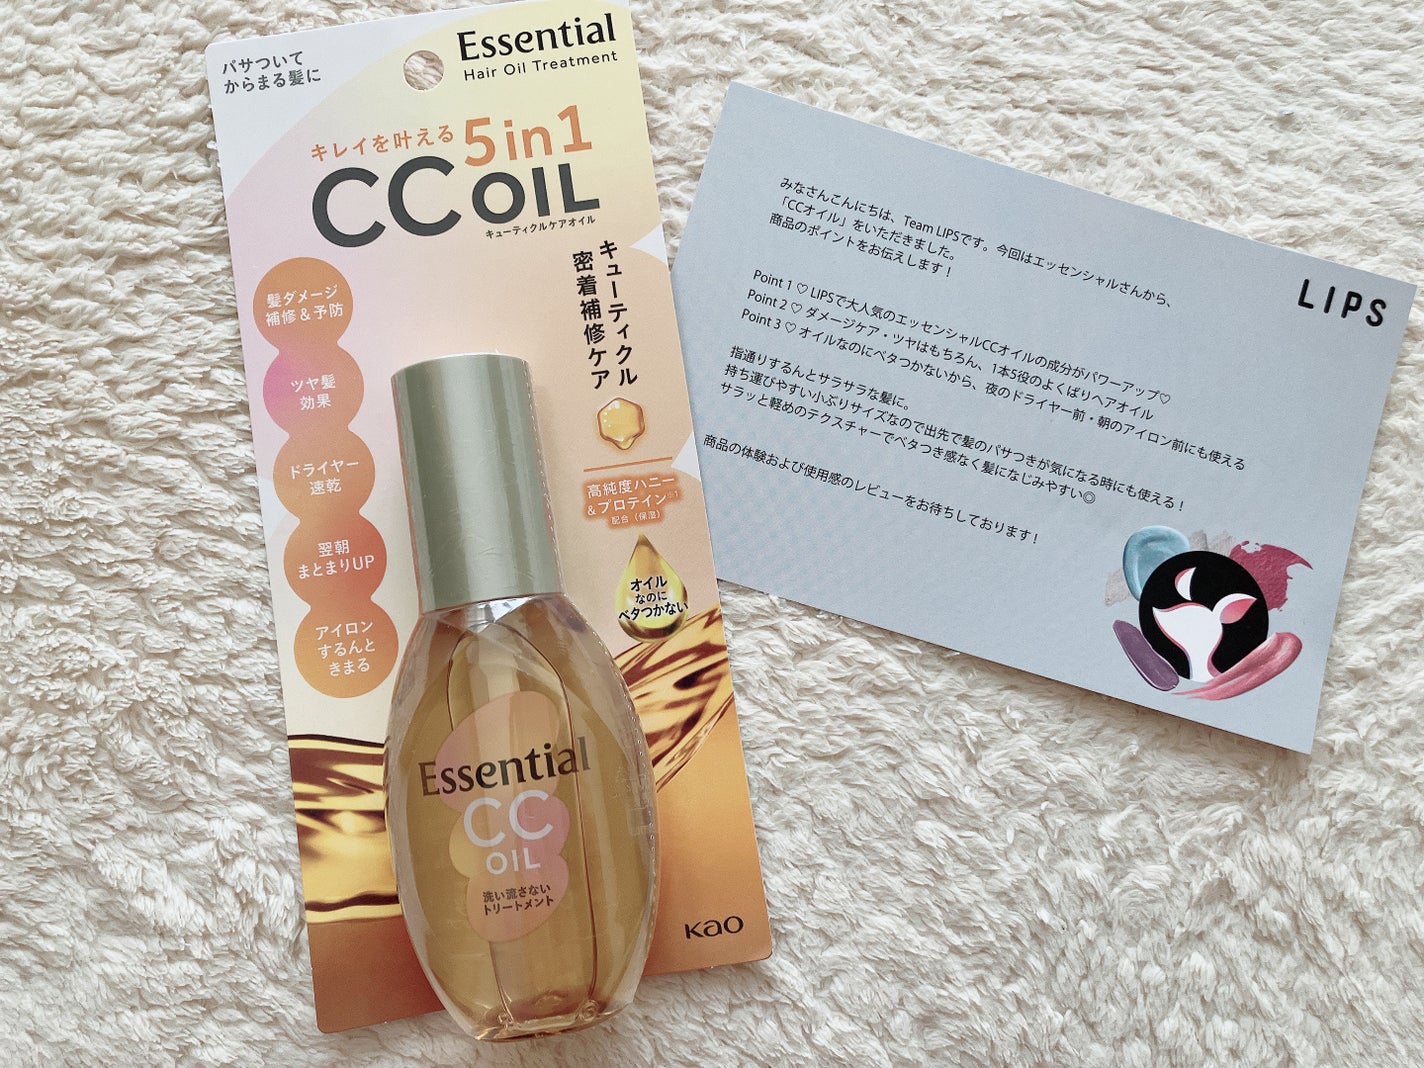 パサついて
からまる髪に
Essential
Hair Oil Treatment
キレイを叶える5in1
CC OIL
キューティクルケアオイル
キューティクル
密着補修ケア
髪ダメージ
補修&予防
ツヤ髪
効果
ドライヤー
速乾
翌朝
まとまりUP
アイロン
するんと
きまる
高純度ハニー
&プロテイン※1
配合(保湿)
オイル
なのに
ベタつかない
Essential
CC
OIL
洗い流さない
トリートメント
Kao
みなさんこんにちは、Team LIPSです。今回はエッセンシャルさんから、
「CCオイル」をいただきました。
商品のポイントをお伝えします!
LIPS
Point 1 ♡ LIPSで大人気のエッセンシャルCCオイルの成分がパワーアップ♡
Point 2 ♡ ダメージケア・ツヤはもちろん、1本5役のよくばりヘアオイル
Point 3 ♡ オイルなのにベタつかないから、夜のドライヤー前・朝のアイロン前にも使える
指通りするんとサラサラな髪に。
持ち運びやすい小ぶりサイズなので出先で髪のパサつきが気になる時にも使える!
サラッと軽めのテクスチャーでベタつき感なく髪になじみやすい◎
商品の体験および使用感のレビューをお待ちしております!